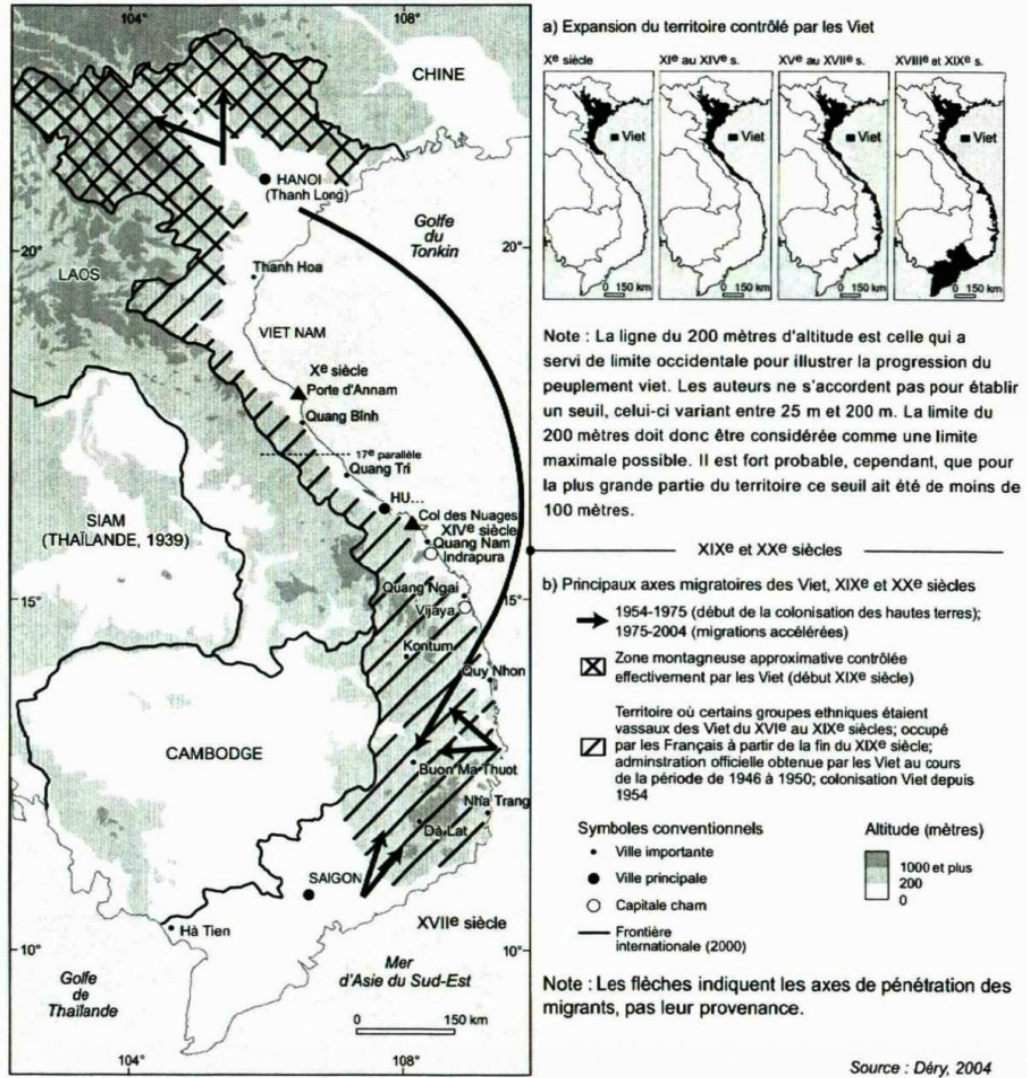 104°
108°
CHINE
HANOI
(Thanh Long)
Golfe
du
Tonkin
20°
20°
LAOS
Thanh Hoa
VIET NAM
Xe siècle
Porte d'Annam
Quang Bình
17e parallèle
Quang Tri
HU...
Col des Nuages
XIVe siècle
Quang Nam
Indrapura
SIAM
(THAÏLANDE, 1939)
Quang Ngai
15°
15°
Vijaya
Kontum
Quy Nhon
CAMBODGE
Buon Ma Thuot
Nha Trang
Dà Lat
SAIGON
XVIIe siècle
Hà Tien
10°
10°
Golfe
de
Thaïlande
Mer
d'Asie du Sud-Est
0 150 km
104°
108°
a) Expansion du territoire contrôlé par les Viet
Xe siècle
XIe au XIVe s.
XVe au XVIIe s.
XVIIIe et XIXe s.
Viet
Viet
Viet
Viet
0 150 km
0 150 km
0 150 km
0 150 km
Note : La ligne du 200 mètres d'altitude est celle qui a
servi de limite occidentale pour illustrer la progression du
peuplement viet. Les auteurs ne s'accordent pas pour établir
un seuil, celui-ci variant entre 25 m et 200 m. La limite du
200 mètres doit donc être considérée comme une limite
maximale possible. Il est fort probable, cependant, que pour
la plus grande partie du territoire ce seuil ait été de moins de
100 mètres.
XIXe et XXe siècles
b) Principaux axes migratoires des Viet, XIXe et XXe siècles
1954-1975 (début de la colonisation des hautes terres);
1975-2004 (migrations accélérées)
Zone montagneuse approximative contrôlée
effectivement par les Viet (début XIXe siècle)
Territoire où certains groupes ethniques étaient
vassaux des Viet du XVIe au XIXe siècles; occupé
par les Français à partir de la fin du XIXe siècle;
adminstration officielle obtenue par les Viet au cours
de la période de 1946 à 1950; colonisation Viet depuis
1954
Symboles conventionnels
Ville importante
Ville principale
Capitale cham
Frontière
internationale (2000)
Altitude (mètres)
1000 et plus
200
0
Note : Les flèches indiquent les axes de pénétration des
migrants, pas leur provenance.
Source : Déry, 2004